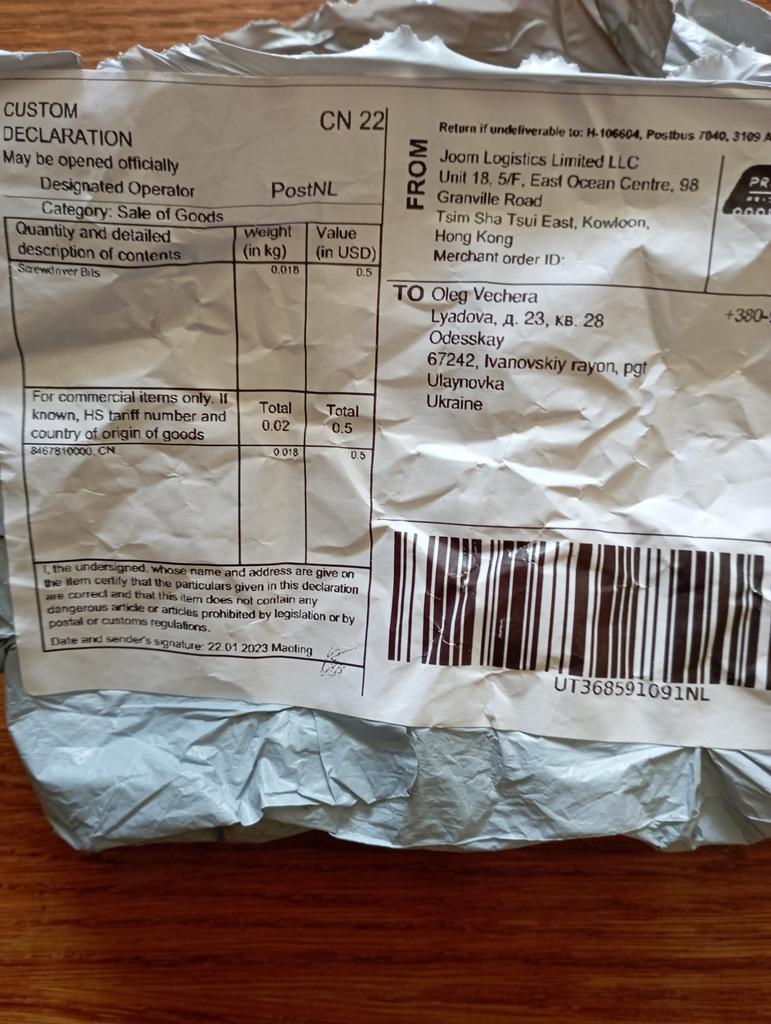 CUSTOM
DECLARATION
CN 22
May be opened officially
Designated Operator
PostNL
Category: Sale of Goods
Quantity and detailed
description of contents
weight
(in kg)
Value
(in USD)
Screwdriver Bits
0.018
0.5
For commercial items only. If
known, HS tariff number and
country of origin of goods
Total
0.02
Total
0.5
8467810000, CN
0.018
0.5
I, the undersigned, whose name and address are give on
the item certify that the particulars given in this declaration
are correct and that this item does not contain any
dangerous article or articles prohibited by legislation or by
postal or customs regulations.
Date and sender's signature: 22.01 2023 Maoting
Return if undeliverable to: H-106604, Postbus 7040, 3109 A
FROM
Joom Logistics Limited LLC
Unit 18, 5/F, East Ocean Centre, 98
Granville Road
Tsim Sha Tsui East, Kowloon,
Hong Kong
Merchant order ID:
PR
TO Oleg Vechera
Lyadova, д. 23, кв. 28
Odesskay
67242, Ivanovskiy rayon, pgt
Ulaynovka
Ukraine
+380-
UT368591091NL